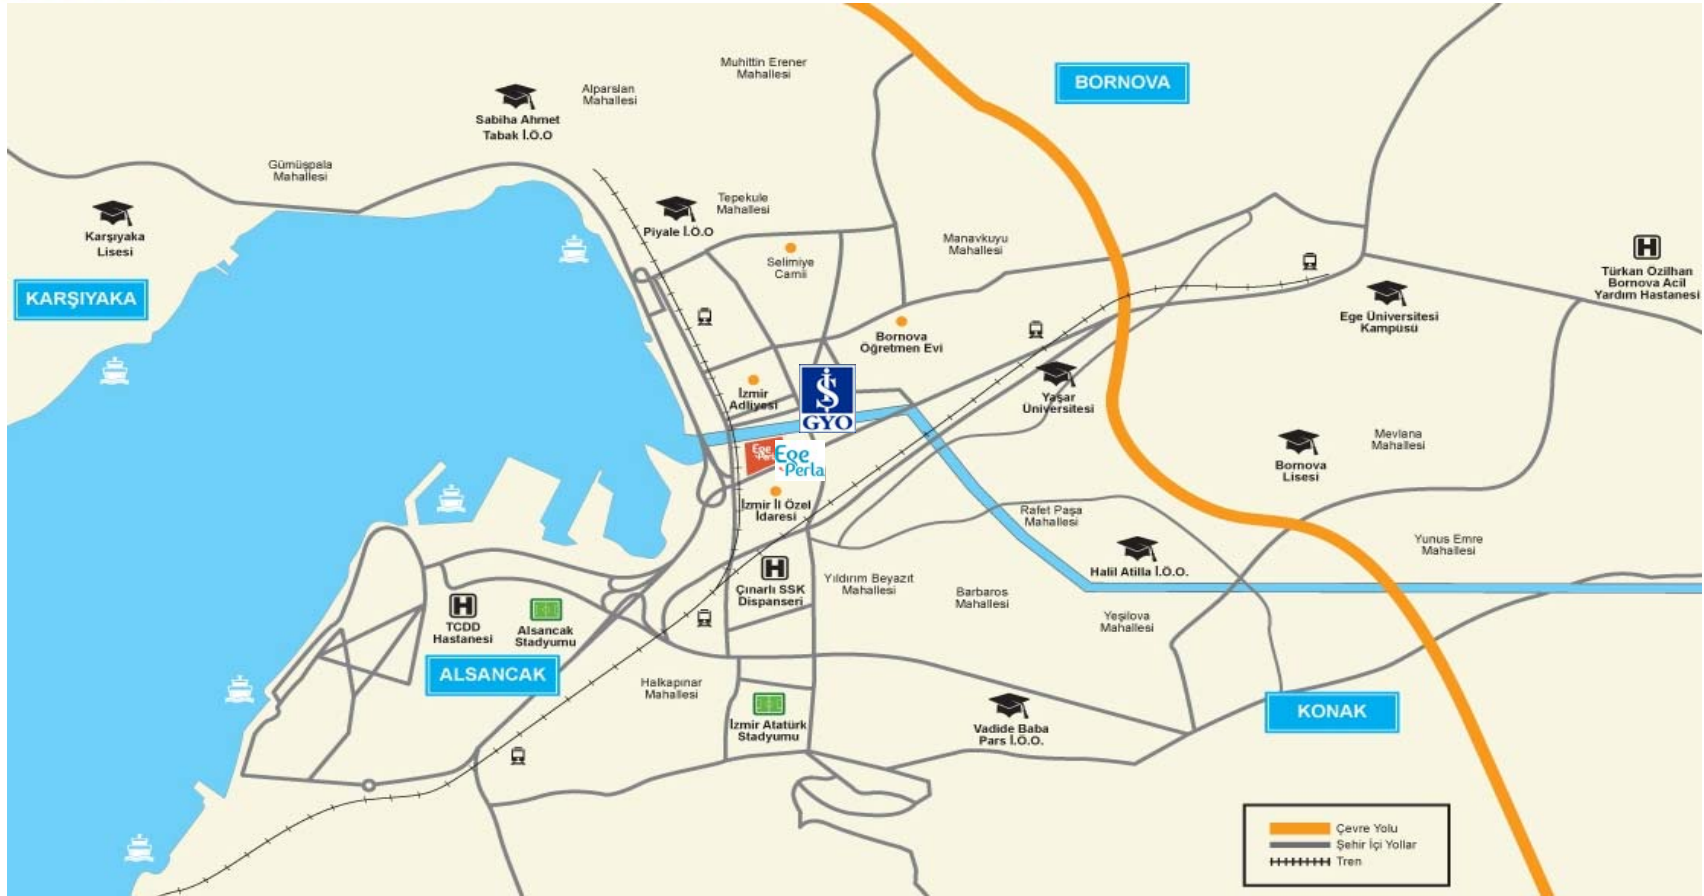 Muhittin Erener
Mahallesi
BORNOVA
Alparslan
Mahallesi
Sabiha Ahmet
Tabak İ.Ö.O
Gümüşpala
Mahallesi
Karşıyaka
Lisesi
Piyale İ.Ö.O
Tepekule
Mahallesi
Selimiye
Camii
Manavkuyu
Mahallesi
Türkan Özilhan
Bornova Acil
Yardım Hastanesi
KARŞIYAKA
Ege Üniversitesi
Kampüsü
Bornova
Öğretmen Evi
İzmir
Adliyesi
İŞ
GYO
Yaşar
Üniversitesi
Ege
Perla
Mevlana
Mahallesi
Bornova
Lisesi
İzmir İl Özel
İdaresi
Rafet Paşa
Mahallesi
Yunus Emre
Mahallesi
Halil Atilla İ.Ö.O.
Çınarlı SSK
Dispanseri
Yıldırım Beyazıt
Mahallesi
Barbaros
Mahallesi
Yeşilova
Mahallesi
TCDD
Hastanesi
Alsancak
Stadyumu
ALSANCAK
Halkapınar
Mahallesi
İzmir Atatürk
Stadyumu
Vadide Baba
Pars İ.Ö.O.
KONAK
Çevre Yolu
Şehir İçi Yollar
Tren